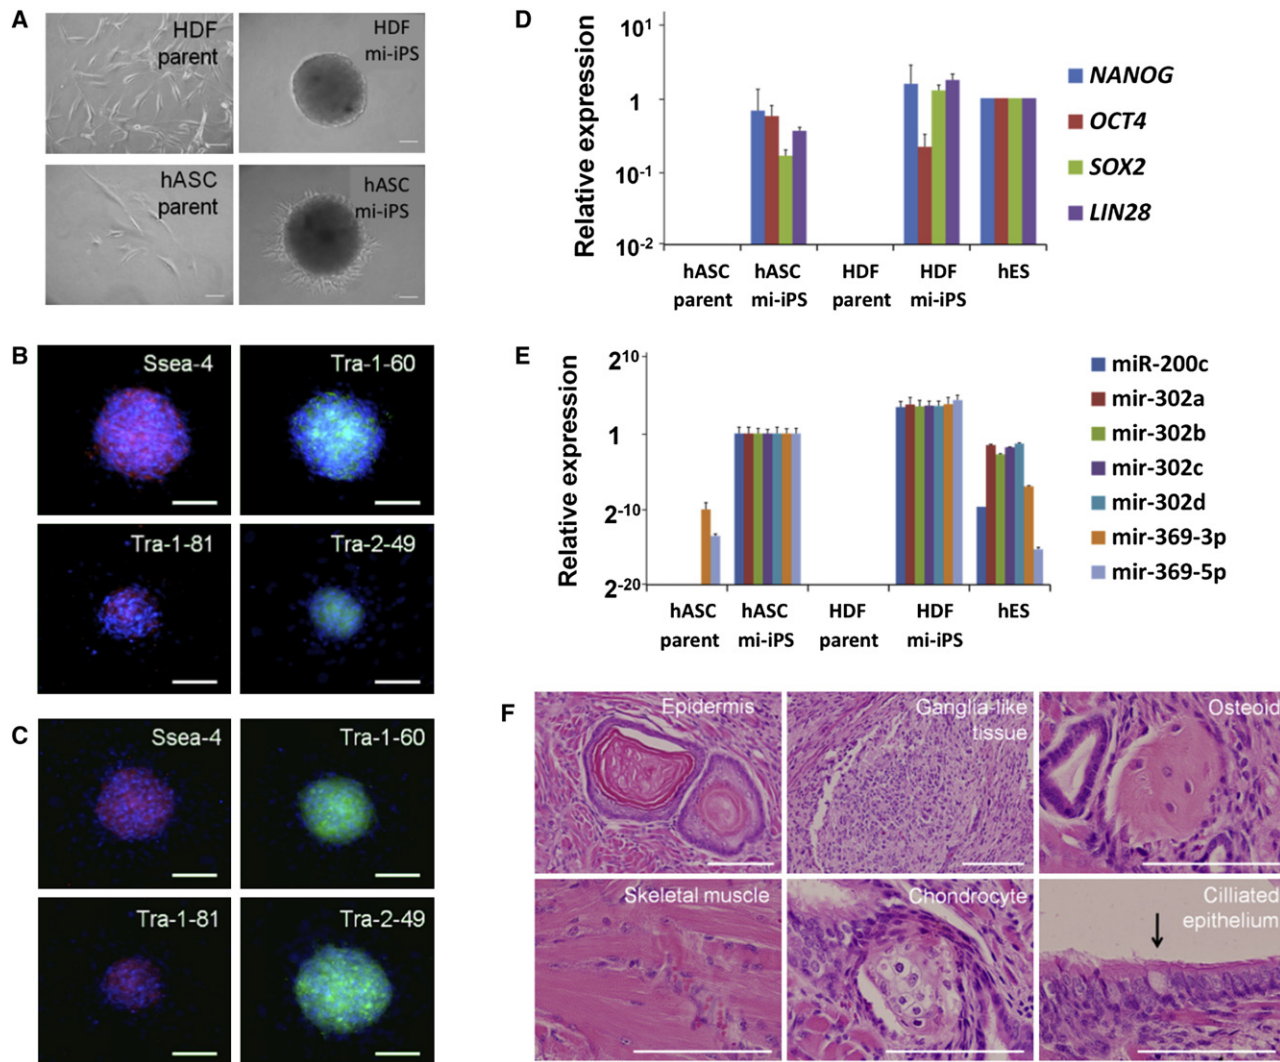 A
HDF
parent
HDF
mi-iPS
hASC
parent
hASC
mi-iPS
B
Ssea-4
Tra-1-60
Tra-1-81
Tra-2-49
C
Ssea-4
Tra-1-60
Tra-1-81
Tra-2-49
D
Relative expression
10¹
1
10⁻¹
10⁻²
hASC
parent
hASC
mi-iPS
HDF
parent
HDF
mi-iPS
hES
NANOG
OCT4
SOX2
LIN28
E
Relative expression
2¹⁰
1
2⁻¹⁰
2⁻²⁰
hASC
parent
hASC
mi-iPS
HDF
parent
HDF
mi-iPS
hES
miR-200c
mir-302a
mir-302b
mir-302c
mir-302d
mir-369-3p
mir-369-5p
F
Epidermis
Ganglia-like
tissue
Osteoid
Skeletal muscle
Chondrocyte
Cilliated
epithelium